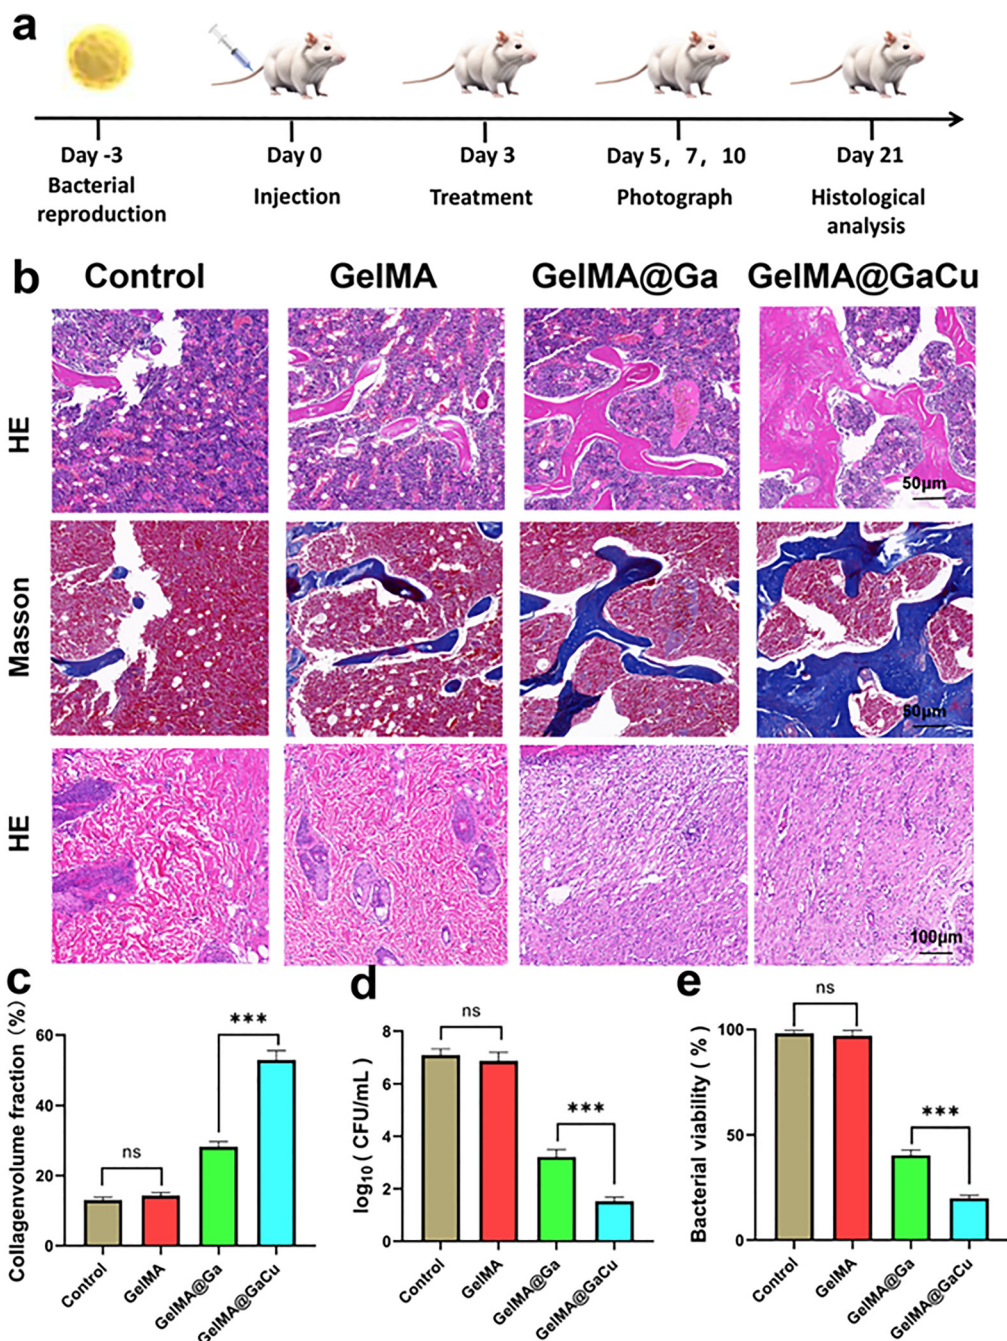 a
Day -3
Day 0
Day 3
Day 5, 7, 10
Day 21
Bacterial
reproduction
Injection
Treatment
Photograph
Histological
analysis
b
Control
GelMA
GelMA@Ga
GelMA@GaCu
HE
50μm
Masson
50μm
HE
100μm
c
Collagenvolume fraction (%)
60
40
20
0
ns
***
Control
GelMA
GelMA@Ga
GelMA@GaCu
d
log10 ( CFU/mL )
8
6
4
2
0
ns
***
Control
GelMA
GelMA@Ga
GelMA@GaCu
e
Bacterial viability ( % )
100
50
0
ns
***
Control
GelMA
GelMA@Ga
GelMA@GaCu